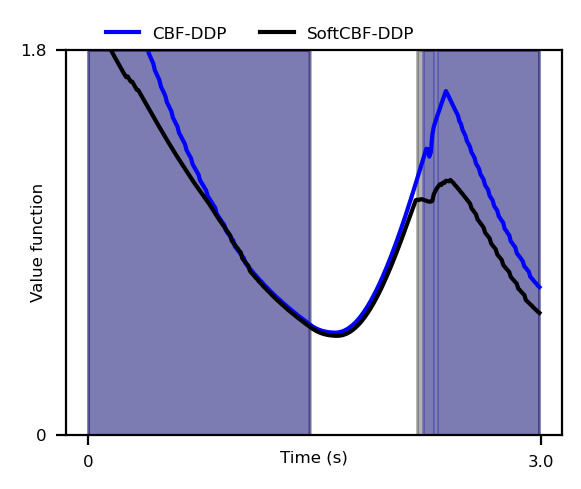 CBF-DDP SoftCBF-DDP
1.8
Value function
0
0 Time (s) 3.0